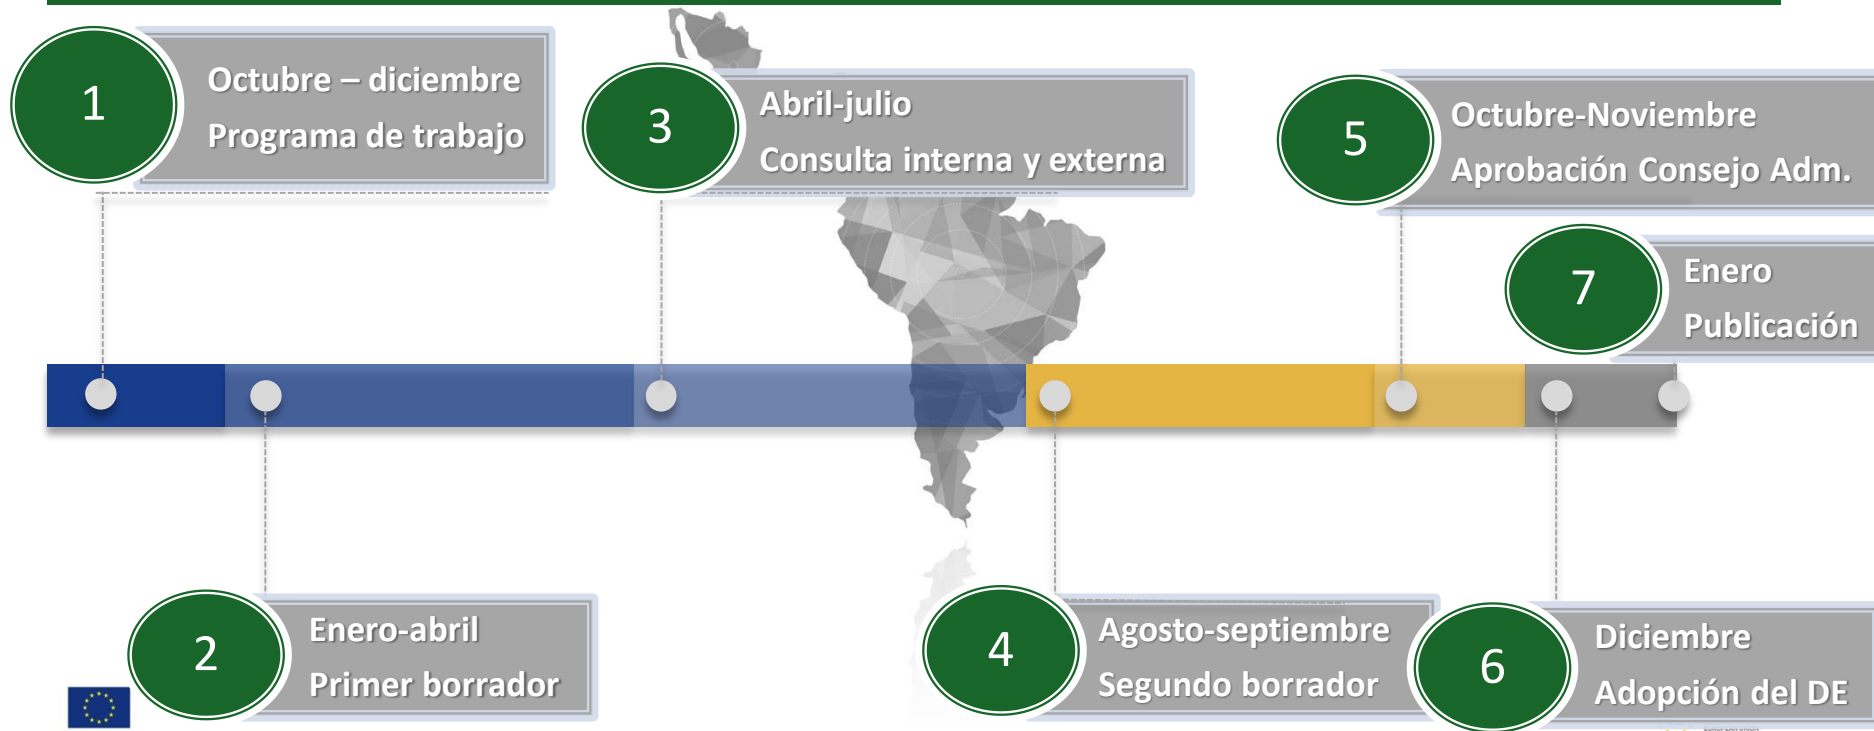 1
Octubre – diciembre
Programa de trabajo
3
Abril-julio
Consulta interna y externa
5
Octubre-Noviembre
Aprobación Consejo Adm.
7
Enero
Publicación
2
Enero-abril
Primer borrador
4
Agosto-septiembre
Segundo borrador
6
Diciembre
Adopción del DE